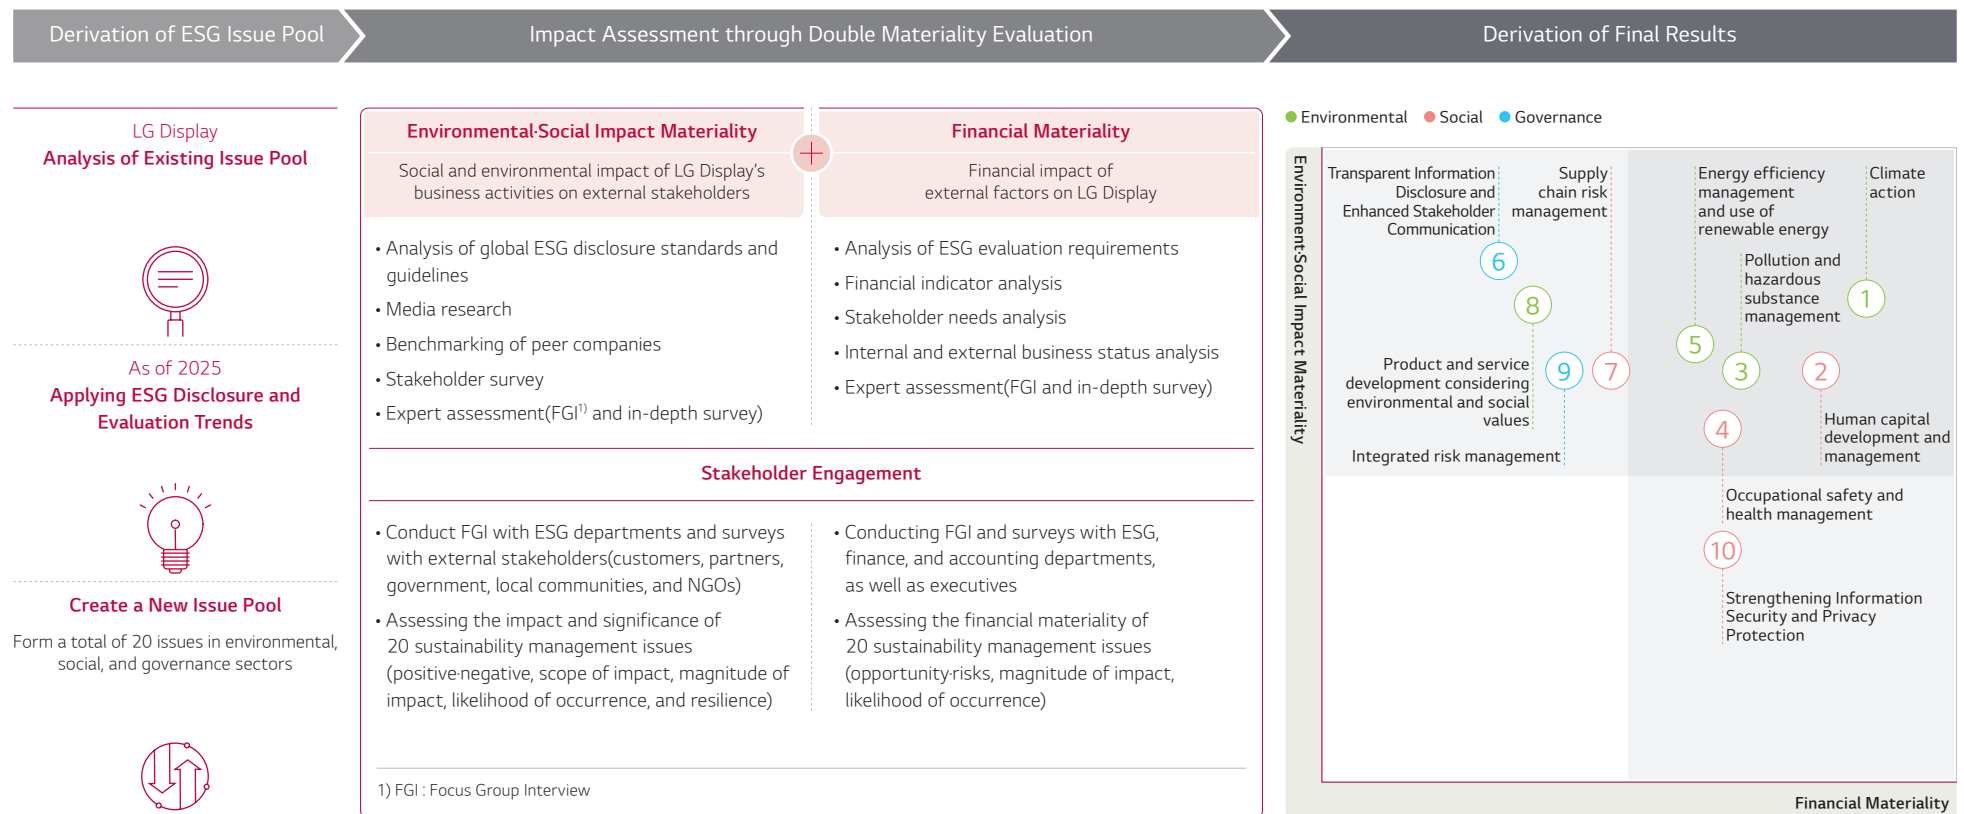 Derivation of ESG Issue Pool
Impact Assessment through Double Materiality Evaluation
Derivation of Final Results
LG Display
Analysis of Existing Issue Pool
As of 2025
Applying ESG Disclosure and
Evaluation Trends
Create a New Issue Pool
Form a total of 20 issues in environmental,
social, and governance sectors
Environmental·Social Impact Materiality
Social and environmental impact of LG Display's
business activities on external stakeholders
• Analysis of global ESG disclosure standards and
guidelines
• Media research
• Benchmarking of peer companies
• Stakeholder survey
• Expert assessment(FGI1) and in-depth survey)
+
Financial Materiality
Financial impact of
external factors on LG Display
• Analysis of ESG evaluation requirements
• Financial indicator analysis
• Stakeholder needs analysis
• Internal and external business status analysis
• Expert assessment(FGI and in-depth survey)
Stakeholder Engagement
• Conduct FGI with ESG departments and surveys
with external stakeholders(customers, partners,
government, local communities, and NGOs)
• Assessing the impact and significance of
20 sustainability management issues
(positive·negative, scope of impact, magnitude of
impact, likelihood of occurrence, and resilience)
• Conducting FGI and surveys with ESG,
finance, and accounting departments,
as well as executives
• Assessing the financial materiality of
20 sustainability management issues
(opportunity·risks, magnitude of impact,
likelihood of occurrence)
1) FGI : Focus Group Interview
Environmental
Social
Governance
Environment·Social Impact Materiality
Transparent Information
Disclosure and
Enhanced Stakeholder
Communication
6
Supply
chain risk
management
7
Energy efficiency
management
and use of
renewable energy
5
Climate
action
1
Pollution and
hazardous
substance
management
3
8
Product and service
development considering
environmental and social
values
9
Integrated risk management
2
Human capital
development and
management
4
Occupational safety and
health management
10
Strengthening Information
Security and Privacy
Protection
Financial Materiality